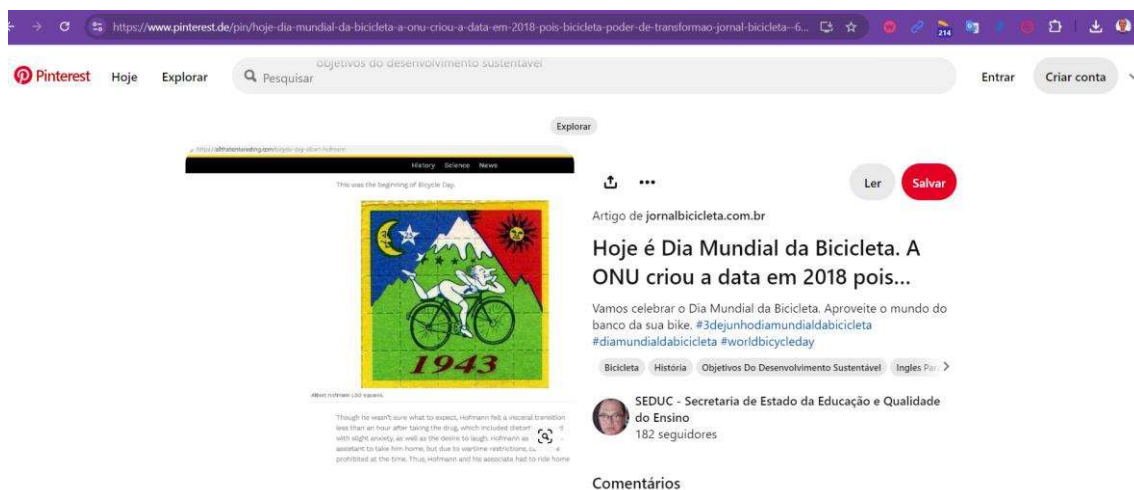 https://www.pinterest.de/pin/hoje-dia-mundial-da-bicicleta-a-onu-criou-a-data-em-2018-pois-bicicleta-poder-de-transformao-jornal-bicicleta--6...
214
Pinterest Hoje Explorar Pesquisar Entrar Criar conta
objetivos do desenvolvimento sustentável
Explorar
History Science News
This was the beginning of Bicycle Day.
25
1943
Though he wasn't sure what to expect, Hofmann felt a visceral transition
less than an hour after taking the drug, which included distort
with slight anxiety, as well as the desire to laugh. Hofmann as
assistant to take him home, but due to wartime restrictions,
prohibited at the time. Thus, Hofmann and his associate had to ride home
Ler Salvar
Artigo de jornalbicicleta.com.br
Hoje é Dia Mundial da Bicicleta. A
ONU criou a data em 2018 pois...
Vamos celebrar o Dia Mundial da Bicicleta. Aproveite o mundo do
banco da sua bike. #3dejunhodiamundialdabicicleta
#diamundialdabicicleta #worldbicycleday
Bicicleta História Objetivos Do Desenvolvimento Sustentável Ingles Par
SEDUC - Secretaria de Estado da Educação e Qualidade
do Ensino
182 seguidores
Comentários